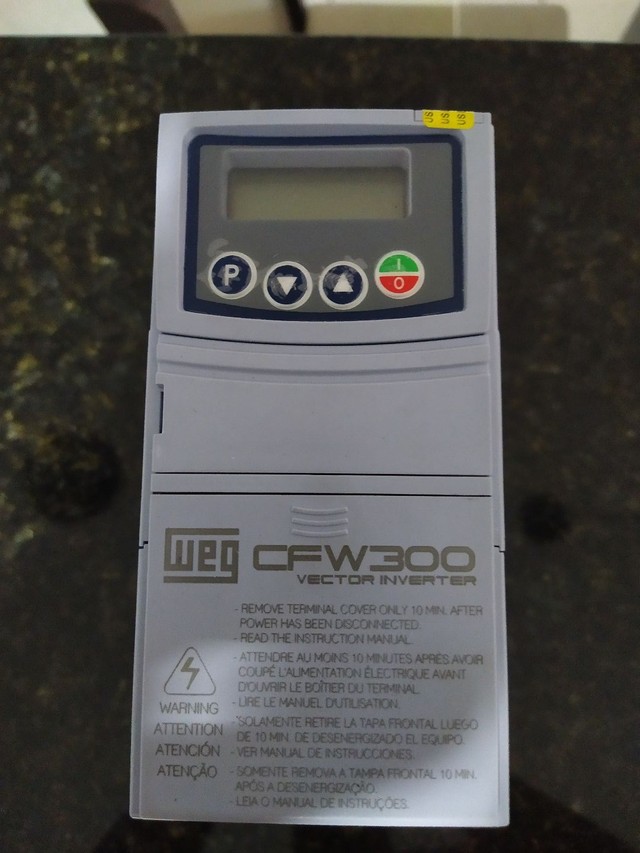 US US US
P
I
O
weg CFW300
VECTOR INVERTER
- REMOVE TERMINAL COVER ONLY 10 MIN. AFTER
POWER HAS BEEN DISCONNECTED.
- READ THE INSTRUCTION MANUAL.
- ATTENDRE AU MOINS 10 MINUTES APRÈS AVOIR
COUPÉ L'ALIMENTATION ÉLECTRIQUE AVANT
D'OUVRIR LE BOÎTIER DU TERMINAL.
- LIRE LE MANUEL D'UTILISATION.
- SOLAMENTE RETIRE LA TAPA FRONTAL LUEGO
DE 10 MIN. DE DESENERGIZADO EL EQUIPO.
- VER MANUAL DE INSTRUCCIONES.
- SOMENTE REMOVA A TAMPA FRONTAL 10 MIN.
APÓS A DESENERGIZAÇÃO.
- LEIA O MANUAL DE INSTRUÇÕES.
WARNING
ATTENTION
ATENCIÓN
ATENÇÃO